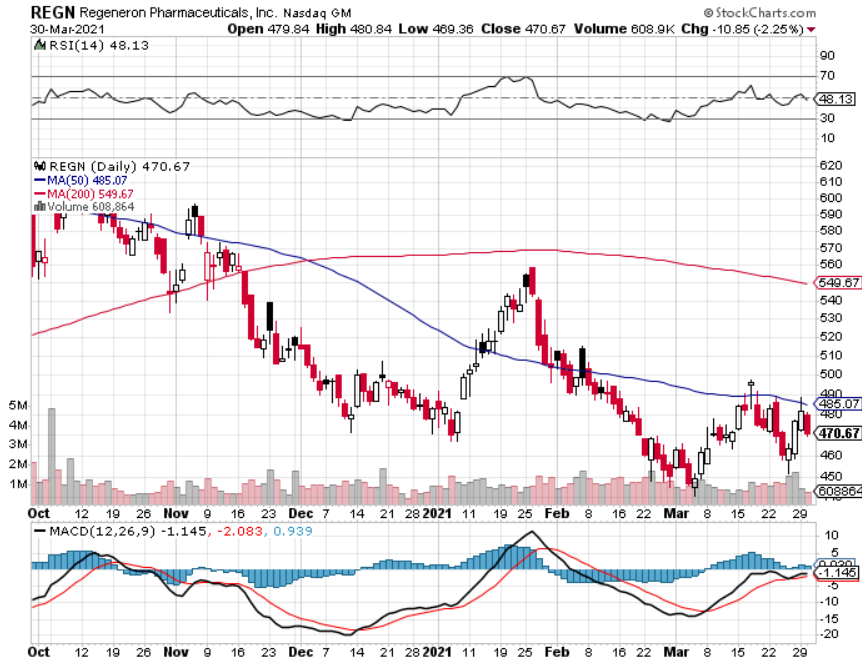 REGN Regeneron Pharmaceuticals, Inc. Nasdaq GM © StockCharts.com
30-Mar-2021 Open 479.84 High 480.84 Low 469.36 Close 470.67 Volume 608.9K Chg -10.85 (-2.25%)
RSI(14) 48.13
90
70
48.13
30
10
REGN (Daily) 470.67
MA(50) 485.07
MA(200) 549.67
Volume 608,864
620
610
600
590
580
570
560
549.67
540
530
520
510
500
490
5M 485.07
4M 480
3M 470.67
460
2M 450
1M 608864
Oct 12 19 26 Nov 9 16 23 Dec 7 14 21 2021 11 19 25 Feb 8 16 22 Mar 8 15 22 29
MACD(12,26,9) -1.145, -2.083, 0.939
10
5
0.939
-1.145
-5
-10
-15
-20
Oct 12 19 26 Nov 9 16 23 Dec 7 14 21 2021 11 19 25 Feb 8 16 22 Mar 8 15 22 29